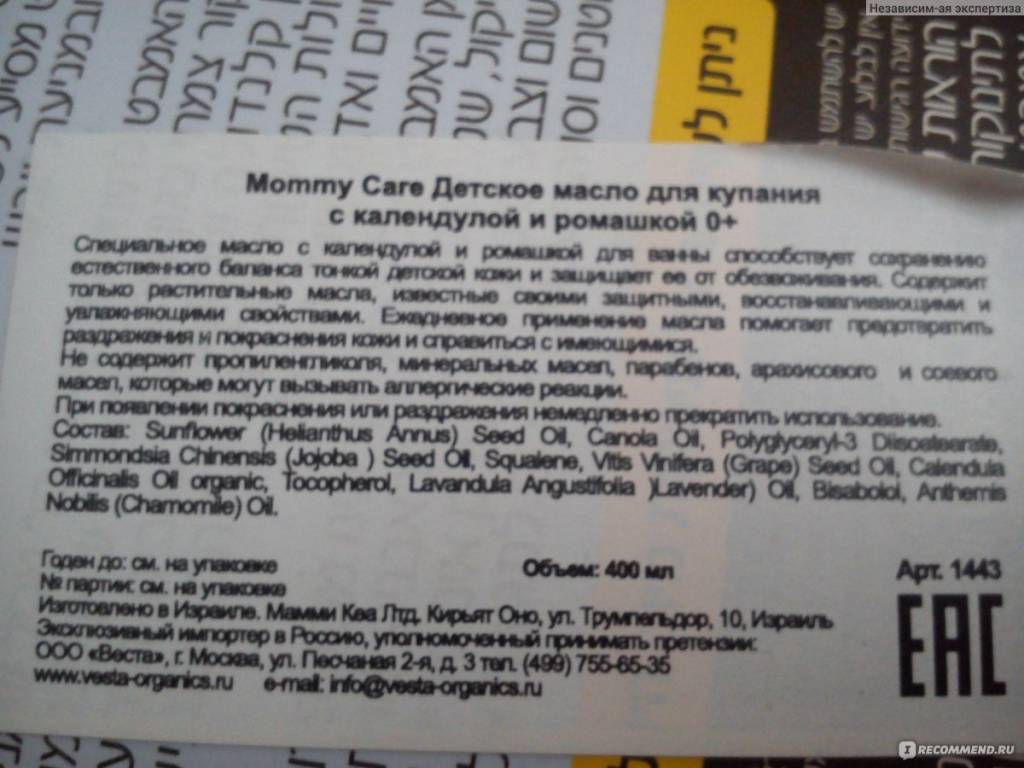 Независим-ая экспертиза
ניתן
Mommy Care Детское масло для купания
с календулой и ромашкой 0+
Специальное масло с календулой и ромашкой для ванны способствует сохранению
естественного баланса тонкой детской кожи и защищает ее от обезвоживания. Содержит
только растительные масла, известные своими защитными, восстанавливающими и
увлажняющими свойствами. Ежедневное применение масла помогает предотвратить
раздражения и покраснения кожи и справиться с имеющимися.
Не содержит пропиленгликоля, минеральных масел, парабенов, арахисового и соевого
масел, которые могут вызывать аллергические реакции.
При появлении покраснения или раздражения немедленно прекратить использование.
Состав: Sunflower (Helianthus Annus) Seed Oil, Canola Oil, Polyglyceryl-3 Diisostearate,
Simmondsia Chinensis (Jojoba ) Seed Oil, Squalene, Vitis Vinifera (Grape) Seed Oil, Calendula
Officinalis Oil organic, Tocopherol, Lavandula Angustifolia )Lavender) Oil, Bisabolol, Anthemis
Nobilis (Chamomile) Oil.
Годен до: см. на упаковке
Объем: 400 мл
Арт. 1443
№ партии: см. на упаковке
Изготовлено в Израиле. Мамми Кеа Лтд. Кирьят Оно, ул. Трумпельдор, 10, Израиль
Эксклюзивный импортер в Россию, уполномоченный принимать претензии:
ООО «Веста», г. Москва, ул. Песчаная 2-я, д. 3 тел. (499) 755-65-35
www.vesta-organics.ru e-mail: info@vesta-organics.ru
EAC
I RECOMMEND.RU